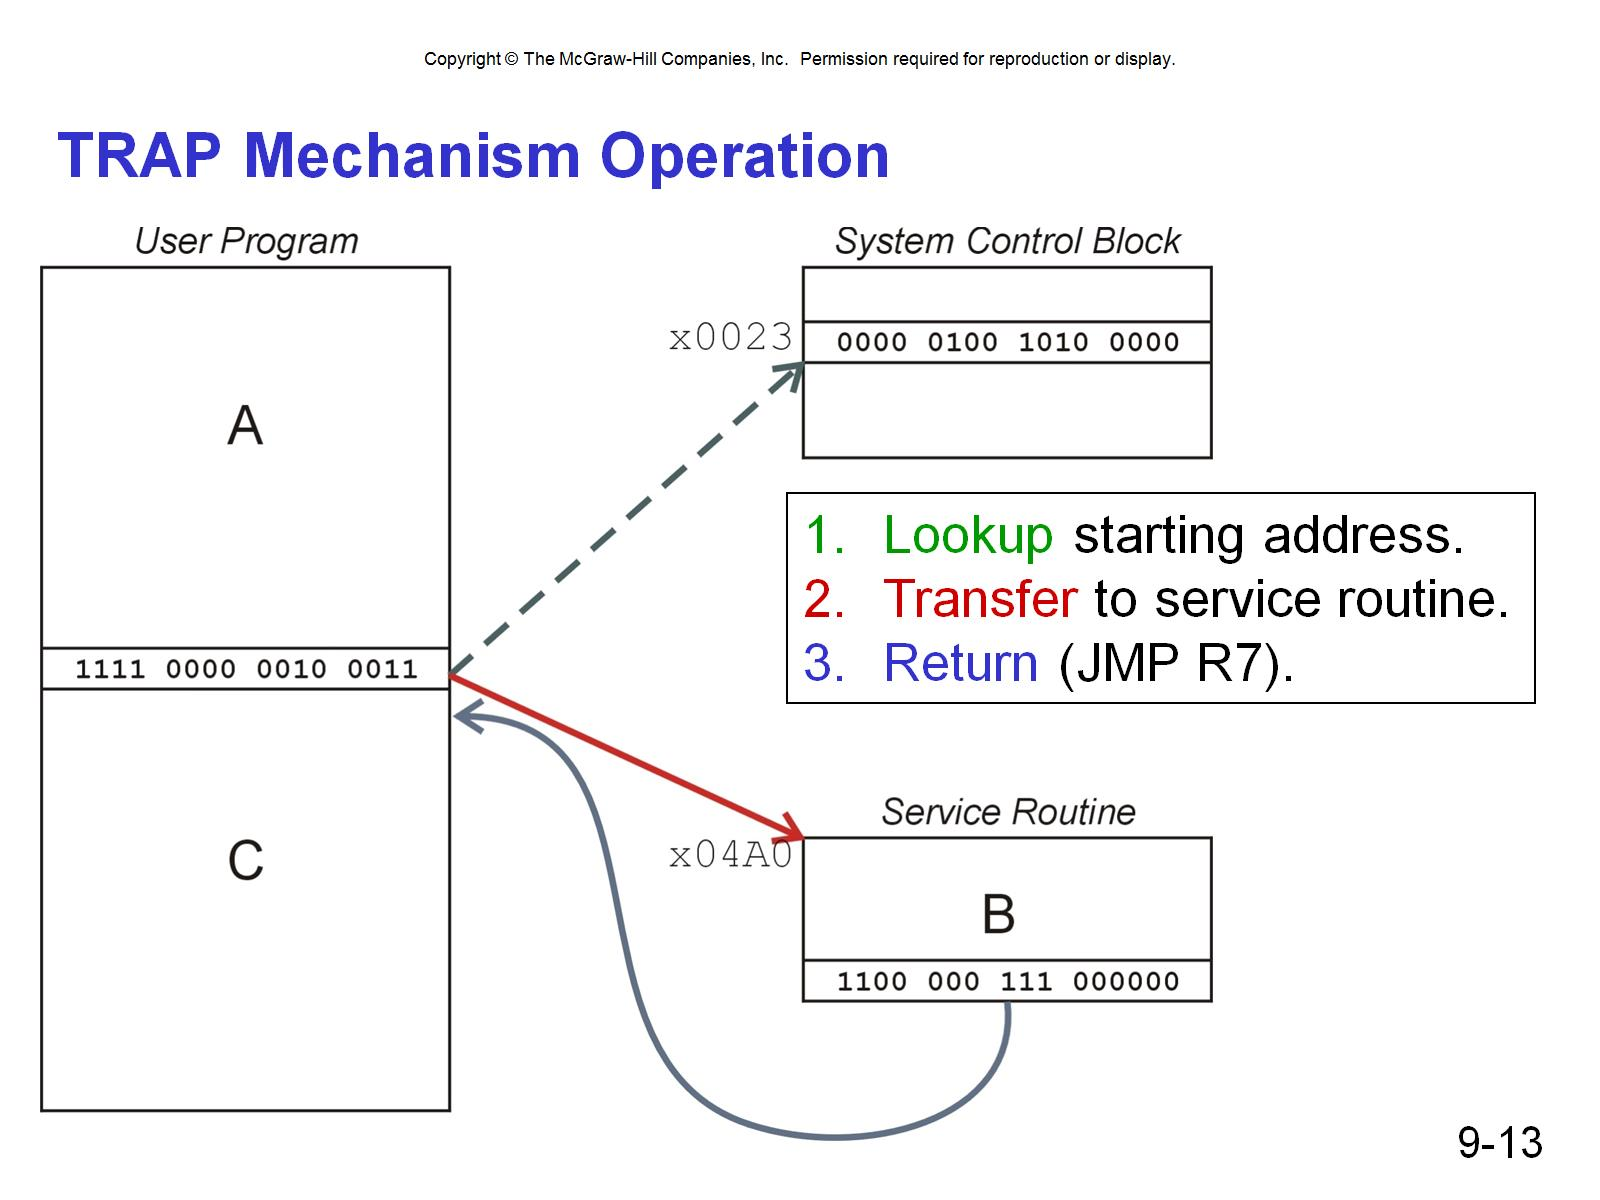 Copyright © The McGraw-Hill Companies, Inc.  Permission required for reproduction or display.
TRAP Mechanism Operation
User Program
A
1111 0000 0010 0011
C
System Control Block
x0023
0000 0100 1010 0000
1. Lookup starting address.
2. Transfer to service routine.
3. Return (JMP R7).
Service Routine
x04A0
B
1100 000 111 000000
9-13